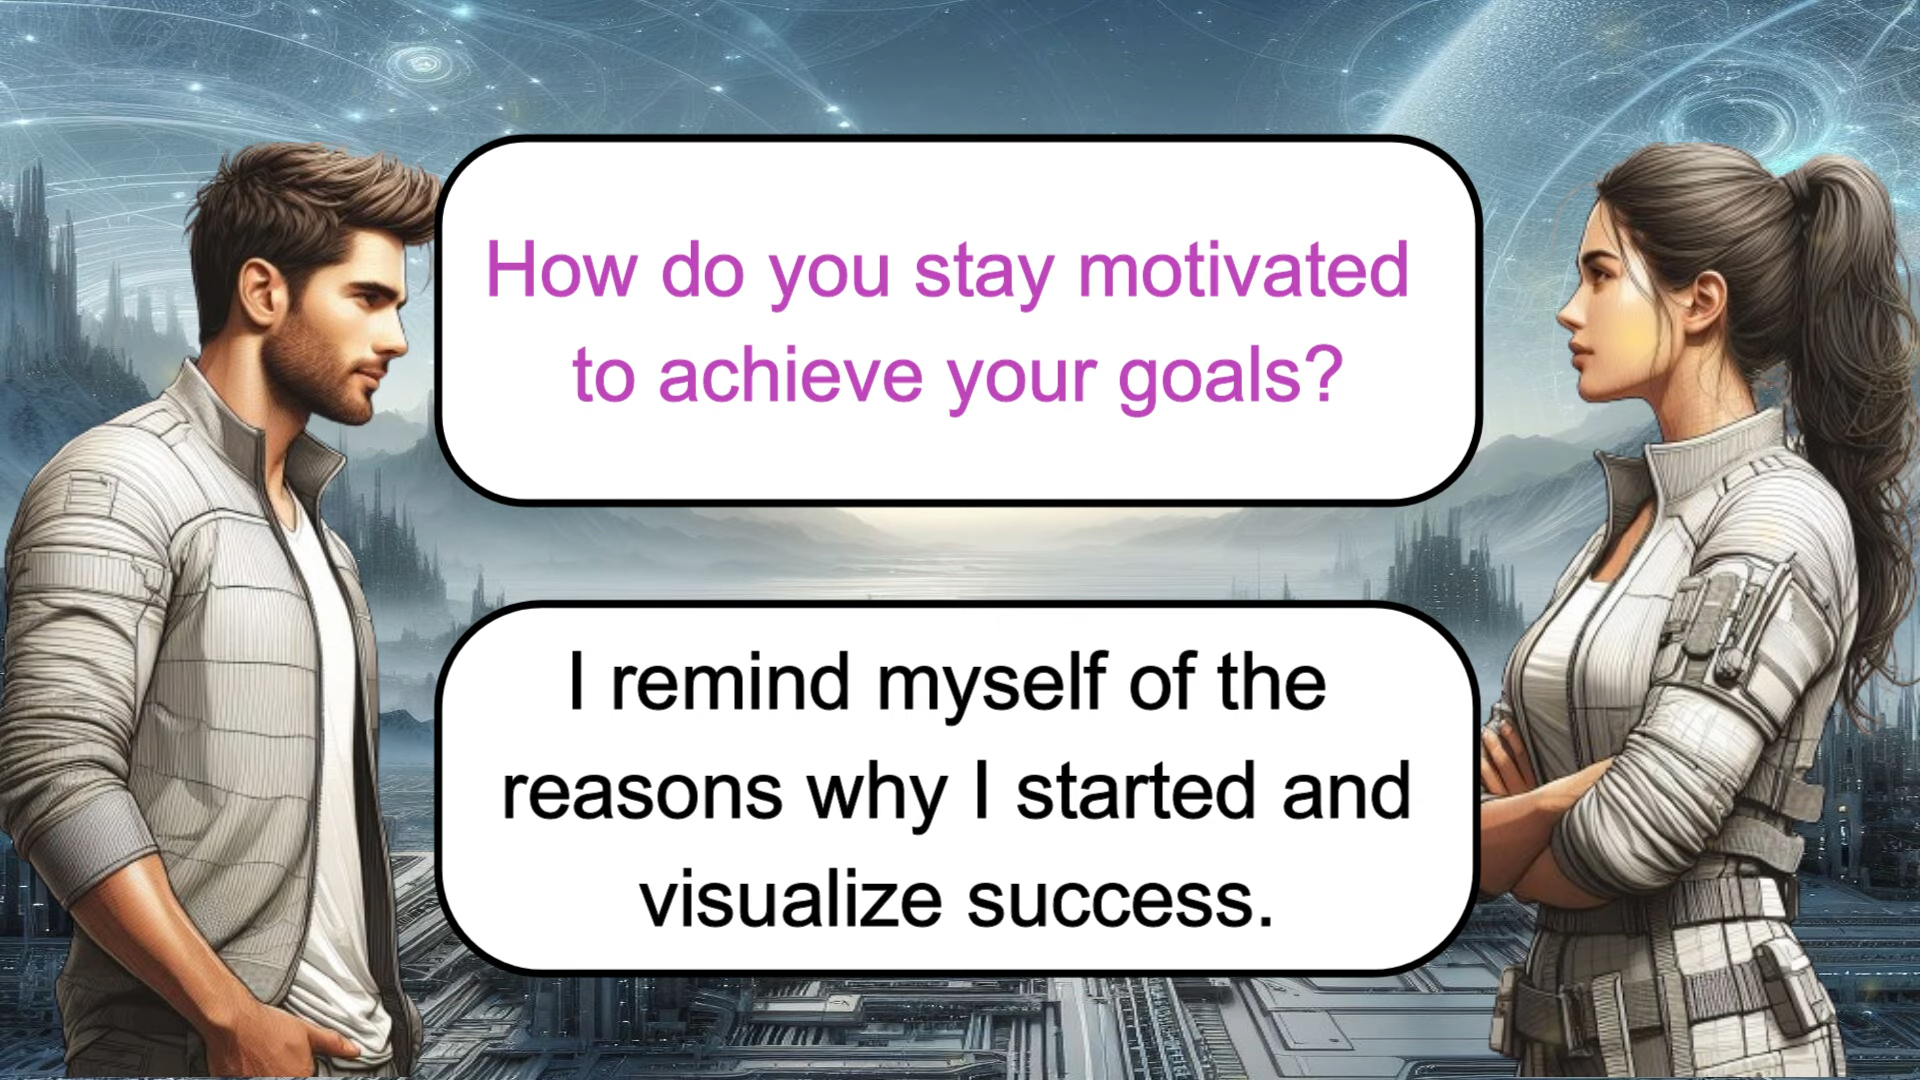 How do you stay motivated
to achieve your goals?
I remind myself of the
reasons why I started and
visualize success.